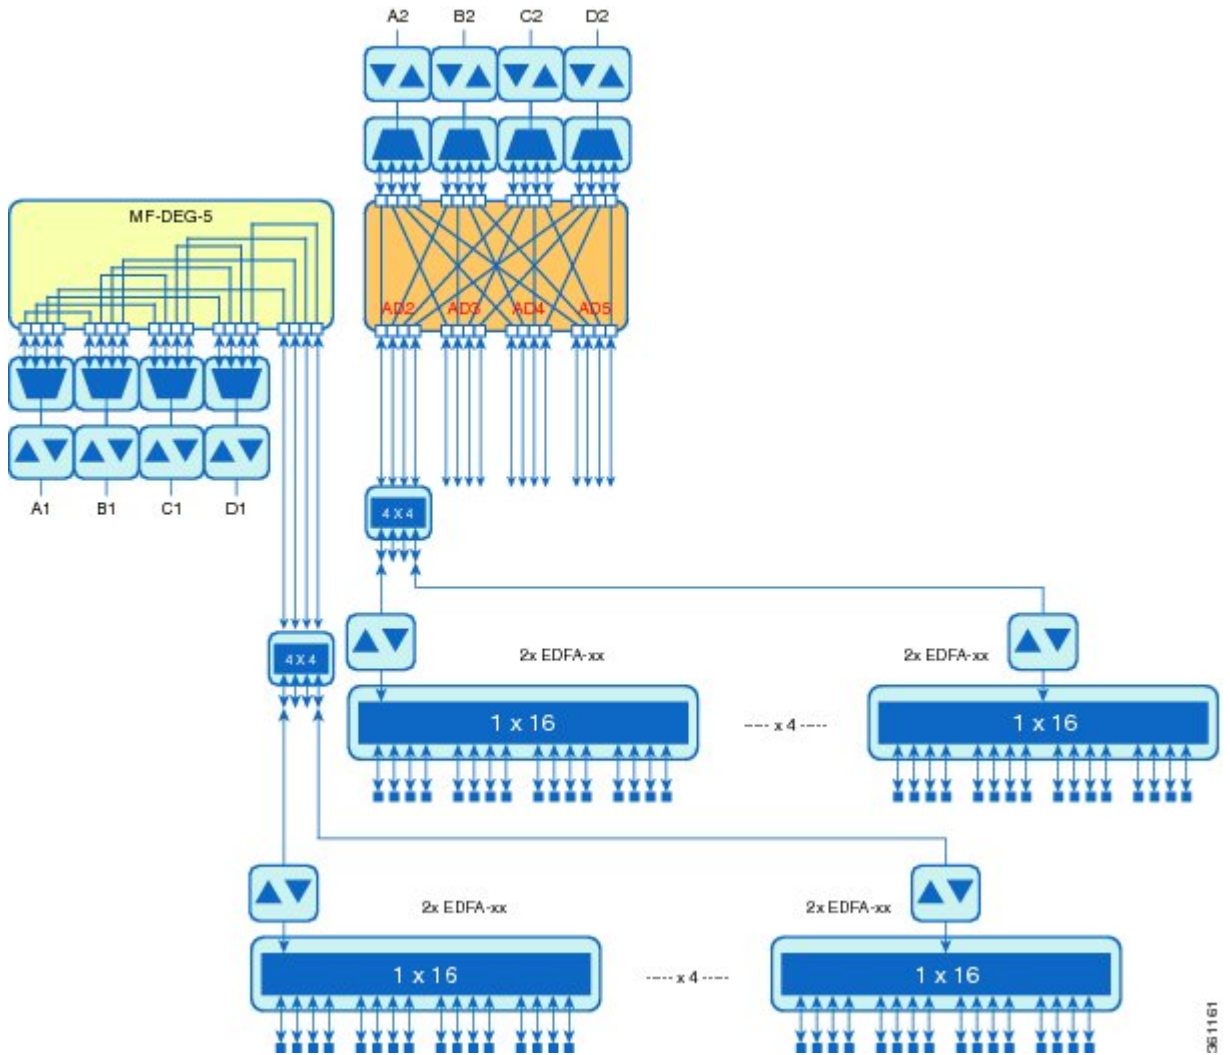 A2 B2 C2 D2
MF-DEG-5
AD2 AD3 AD4 AD5
A1 B1 C1 D1
4 X 4
4 X 4
2x EDFA-xx 2x EDFA-xx
1 x 16 ----- x 4 ----- 1 x 16
2x EDFA-xx 2x EDFA-xx
1 x 16 ----- x 4 ----- 1 x 16
361161